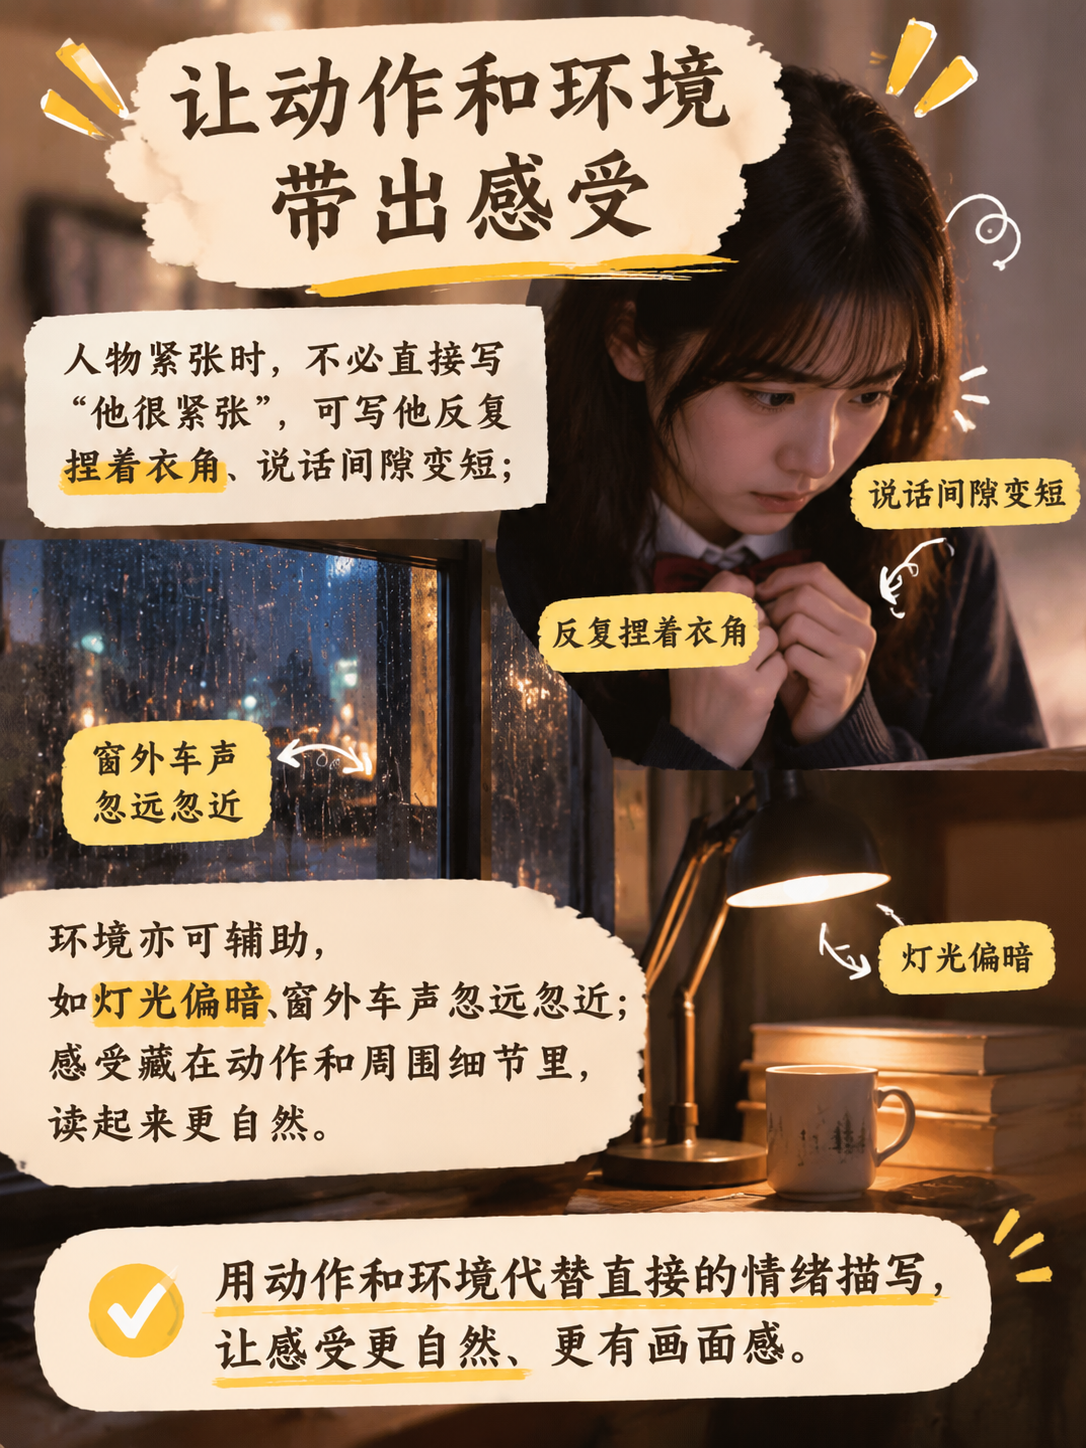 让动作和环境
带出感受
人物紧张时，不必直接写
“他很紧张”，可写他反复
捏着衣角、说话间隙变短；
说话间隙变短
反复捏着衣角
窗外车声
忽远忽近
灯光偏暗
环境亦可辅助，
如灯光偏暗、窗外车声忽远忽近；
感受藏在动作和周围细节里，
读起来更自然。
用动作和环境代替直接的情绪描写，
让感受更自然、更有画面感。